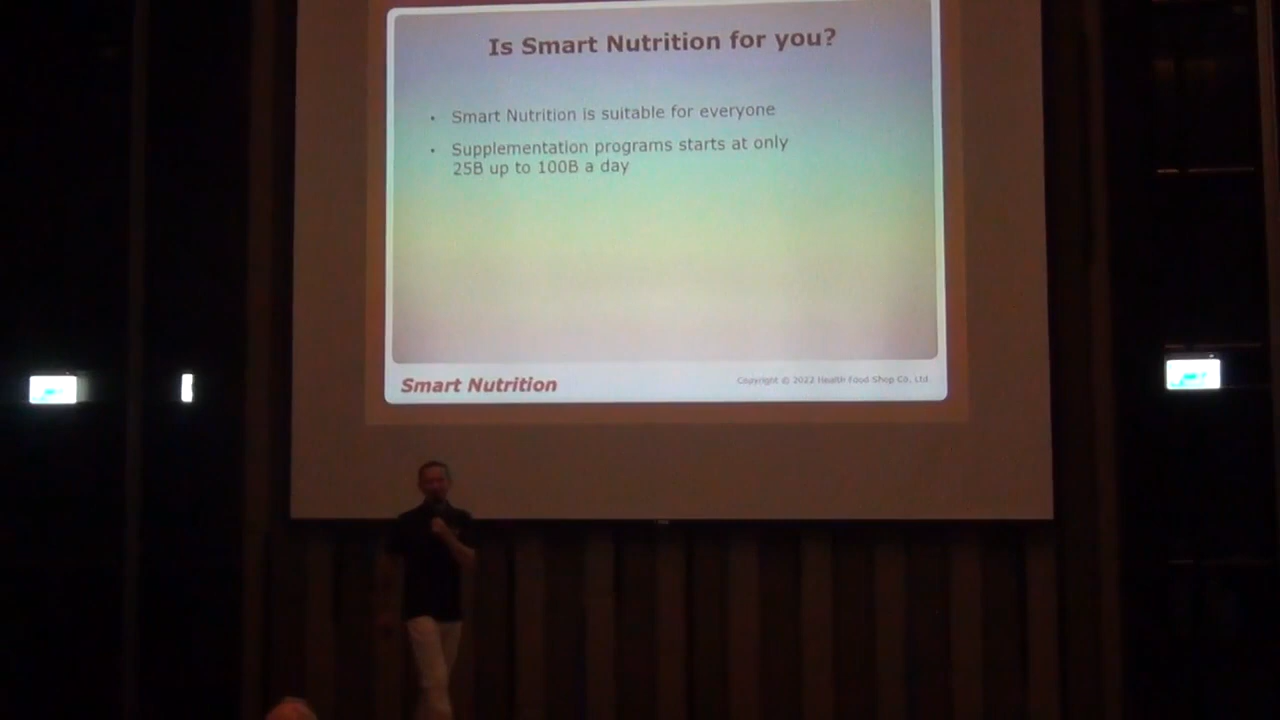 Is Smart Nutrition for you?
• Smart Nutrition is suitable for everyone
• Supplementation programs starts at only
25B up to 100B a day
Smart Nutrition
Copyright © 2022 Health Food Shop Co, Ltd.